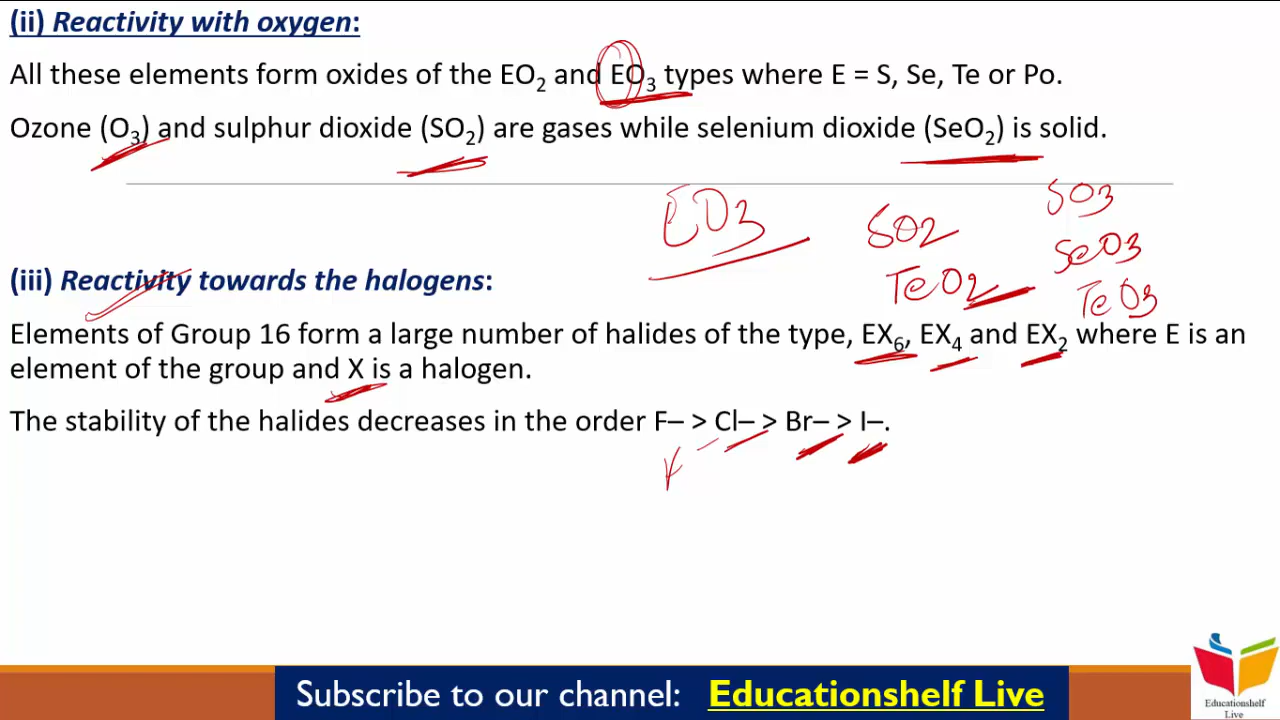 (ii) Reactivity with oxygen:
All these elements form oxides of the EO₂ and EO₃ types where E = S, Se, Te or Po.
Ozone (O₃) and sulphur dioxide (SO₂) are gases while selenium dioxide (SeO₂) is solid.
SO3
EO3
SO2
SeO3
(iii) Reactivity towards the halogens:
TeO2
TeO3
Elements of Group 16 form a large number of halides of the type, EX₆, EX₄ and EX₂ where E is an
element of the group and X is a halogen.
The stability of the halides decreases in the order F– > Cl– > Br– > I–.
Subscribe to our channel: Educationshelf Live
Educationshelf
Live